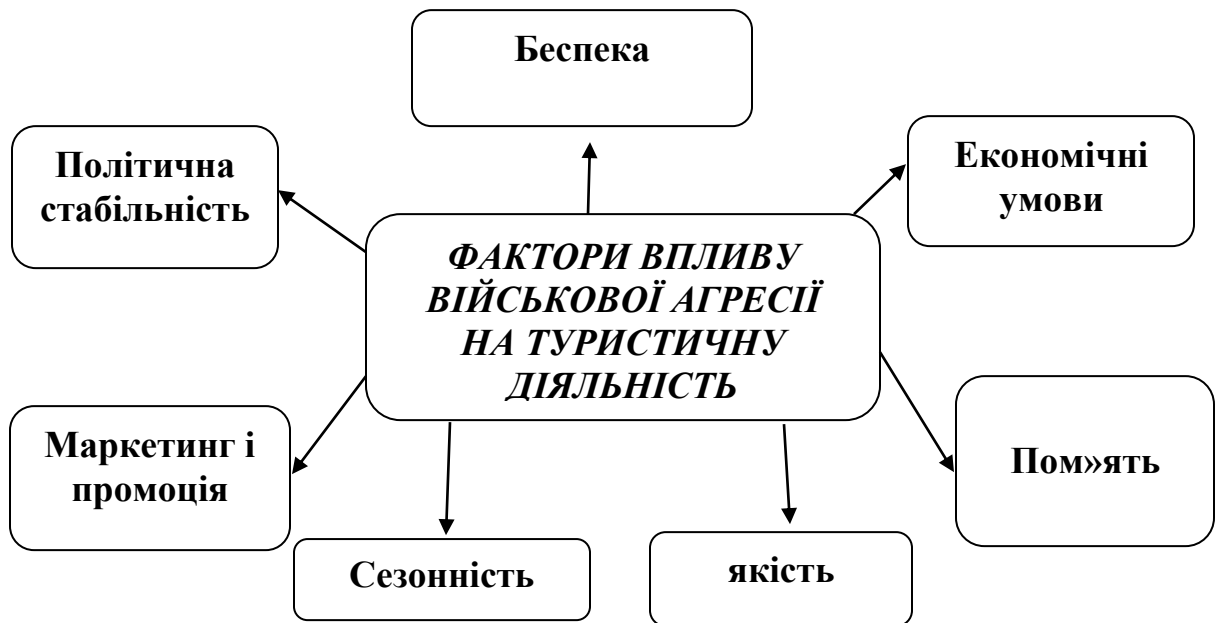 Беспека
Політична
стабільність
Економічні
умови
ФАКТОРИ ВПЛИВУ
ВІЙСЬКОВОЇ АГРЕСІЇ
НА ТУРИСТИЧНУ
ДІЯЛЬНІСТЬ
Маркетинг і
промоція
Пом»ять
Сезонність
якість